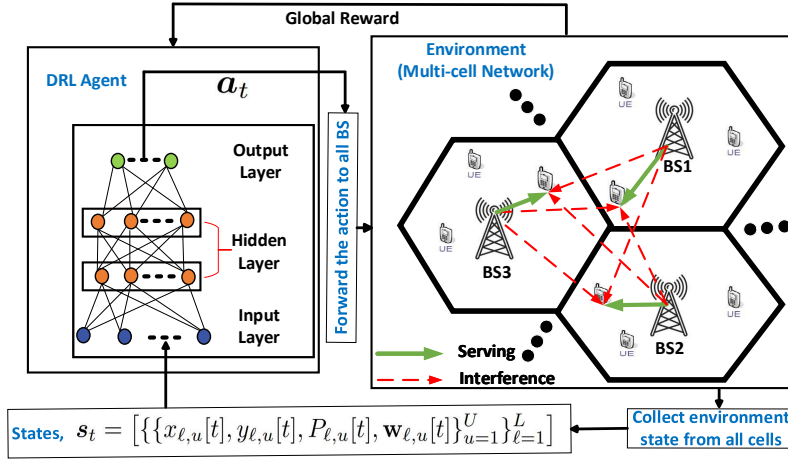 Global Reward
DRL Agent
a_t
Output
Layer
Hidden
Layer
Input
Layer
Forward the action to all BS
Environment
(Multi-cell Network)
UE
BS1
UE
UE
UE
BS3
UE
UE
BS2
UE
Serving
Interference
States, s_t = [{{x_{ℓ,u}[t], y_{ℓ,u}[t], P_{ℓ,u}[t], w_{ℓ,u}[t]}_{u=1}^{U}}_{ℓ=1}^{L}]
Collect environment
state from all cells